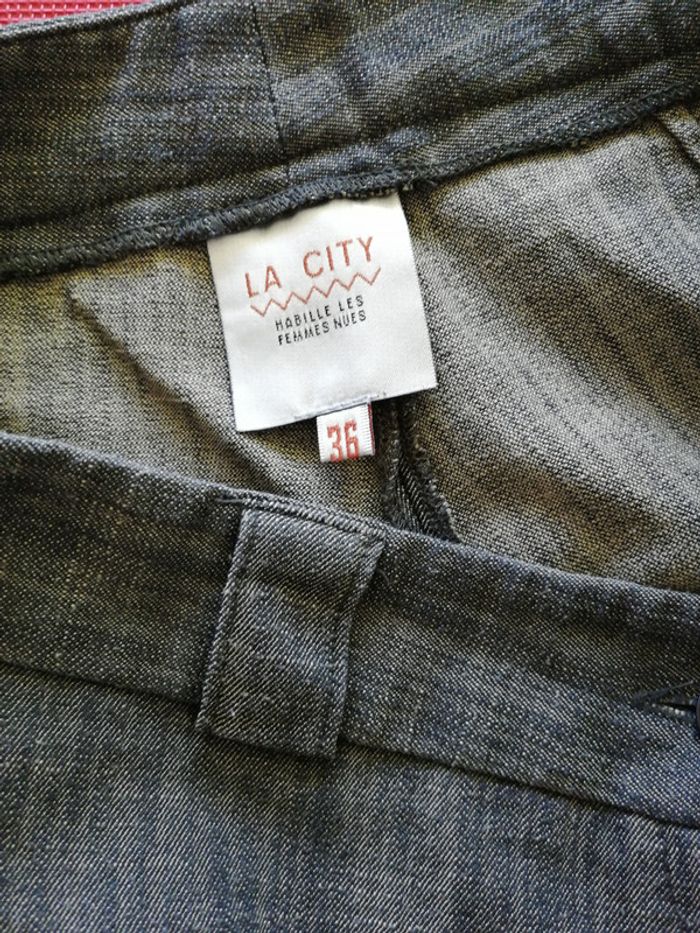 LA CITY
HABILLE LES
FEMMES NUES
36